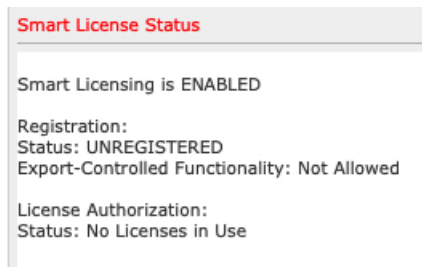 Smart License Status
Smart Licensing is ENABLED
Registration:
Status: UNREGISTERED
Export-Controlled Functionality: Not Allowed
License Authorization:
Status: No Licenses in Use